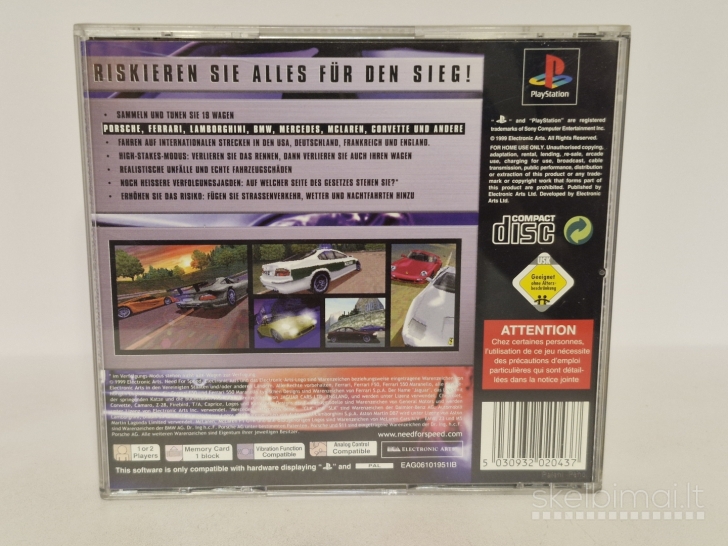 RISKIEREN SIE ALLES FÜR DEN SIEG!
• SAMMELN UND TUNEN SIE 18 WAGEN
PORSCHE, FERRARI, LAMBORGHINI, BMW, MERCEDES, MCLAREN, CORVETTE UND ANDERE
• FAHREN AUF INTERNATIONALEN STRECKEN IN DEN USA, DEUTSCHLAND, FRANKREICH UND ENGLAND.
• HIGH-STAKES-MODUS: VERLIEREN SIE DAS RENNEN, DANN VERLIEREN SIE AUCH IHREN WAGEN
• REALISTISCHE UNFÄLLE UND ECHTE FAHRZEUGSCHÄDEN
• NOCH HEISSERE VERFOLGUNGSJAGDEN: AUF WELCHER SEITE DES GESETZES STEHEN SIE?*
• ERHÖHEN SIE DAS RISIKO: FÜGEN SIE STRASSENVERKEHR, WETTER UND NACHTFAHRTEN HINZU
PlayStation
" " and "PlayStation" are registered
trademarks of Sony Computer Entertainment Inc.
© 1999 Electronic Arts. All Rights Reserved.
FOR HOME USE ONLY. Unauthorised copying,
adaptation, rental, lending, re-sale, arcade
use, charging for use, broadcast, cable
transmission, public performance, distribution
or extraction of this product or any trade-
mark or copyright work that forms part of
this product are prohibited. Published by
Electronic Arts Ltd. Developed by Electronic
Arts Ltd.
COMPACT
disc
Geeignet
ohne Alters-
beschränkung
ATTENTION
Chez certaines personnes,
l'utilisation de ce jeu nécessite
des précautions d'emploi
particulières qui sont détail-
lées dans la notice jointe
www.needforspeed.com
1 or 2
Players
Memory Card
1 block
Vibration Function
Compatible
Analog Control
Compatible
ELECTRONIC ARTS
This software is only compatible with hardware displaying " " and PAL
EAG06101951IB
5 030932 020437
skelbimai.lt